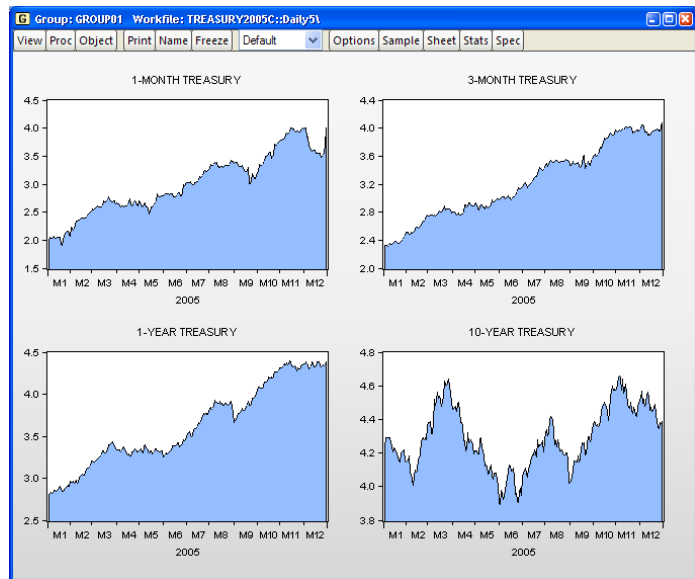 Group: GROUP01 Workfile: TREASURY2005C::Daily5\
View Proc Object Print Name Freeze Default Options Sample Sheet Stats Spec
1-MONTH TREASURY
4.5
4.0
3.5
3.0
2.5
2.0
1.5
M1 M2 M3 M4 M5 M6 M7 M8 M9 M10 M11 M12
2005
3-MONTH TREASURY
4.4
4.0
3.6
3.2
2.8
2.4
2.0
M1 M2 M3 M4 M5 M6 M7 M8 M9 M10 M11 M12
2005
1-YEAR TREASURY
4.5
4.0
3.5
3.0
2.5
M1 M2 M3 M4 M5 M6 M7 M8 M9 M10 M11 M12
2005
10-YEAR TREASURY
4.8
4.6
4.4
4.2
4.0
3.8
M1 M2 M3 M4 M5 M6 M7 M8 M9 M10 M11 M12
2005